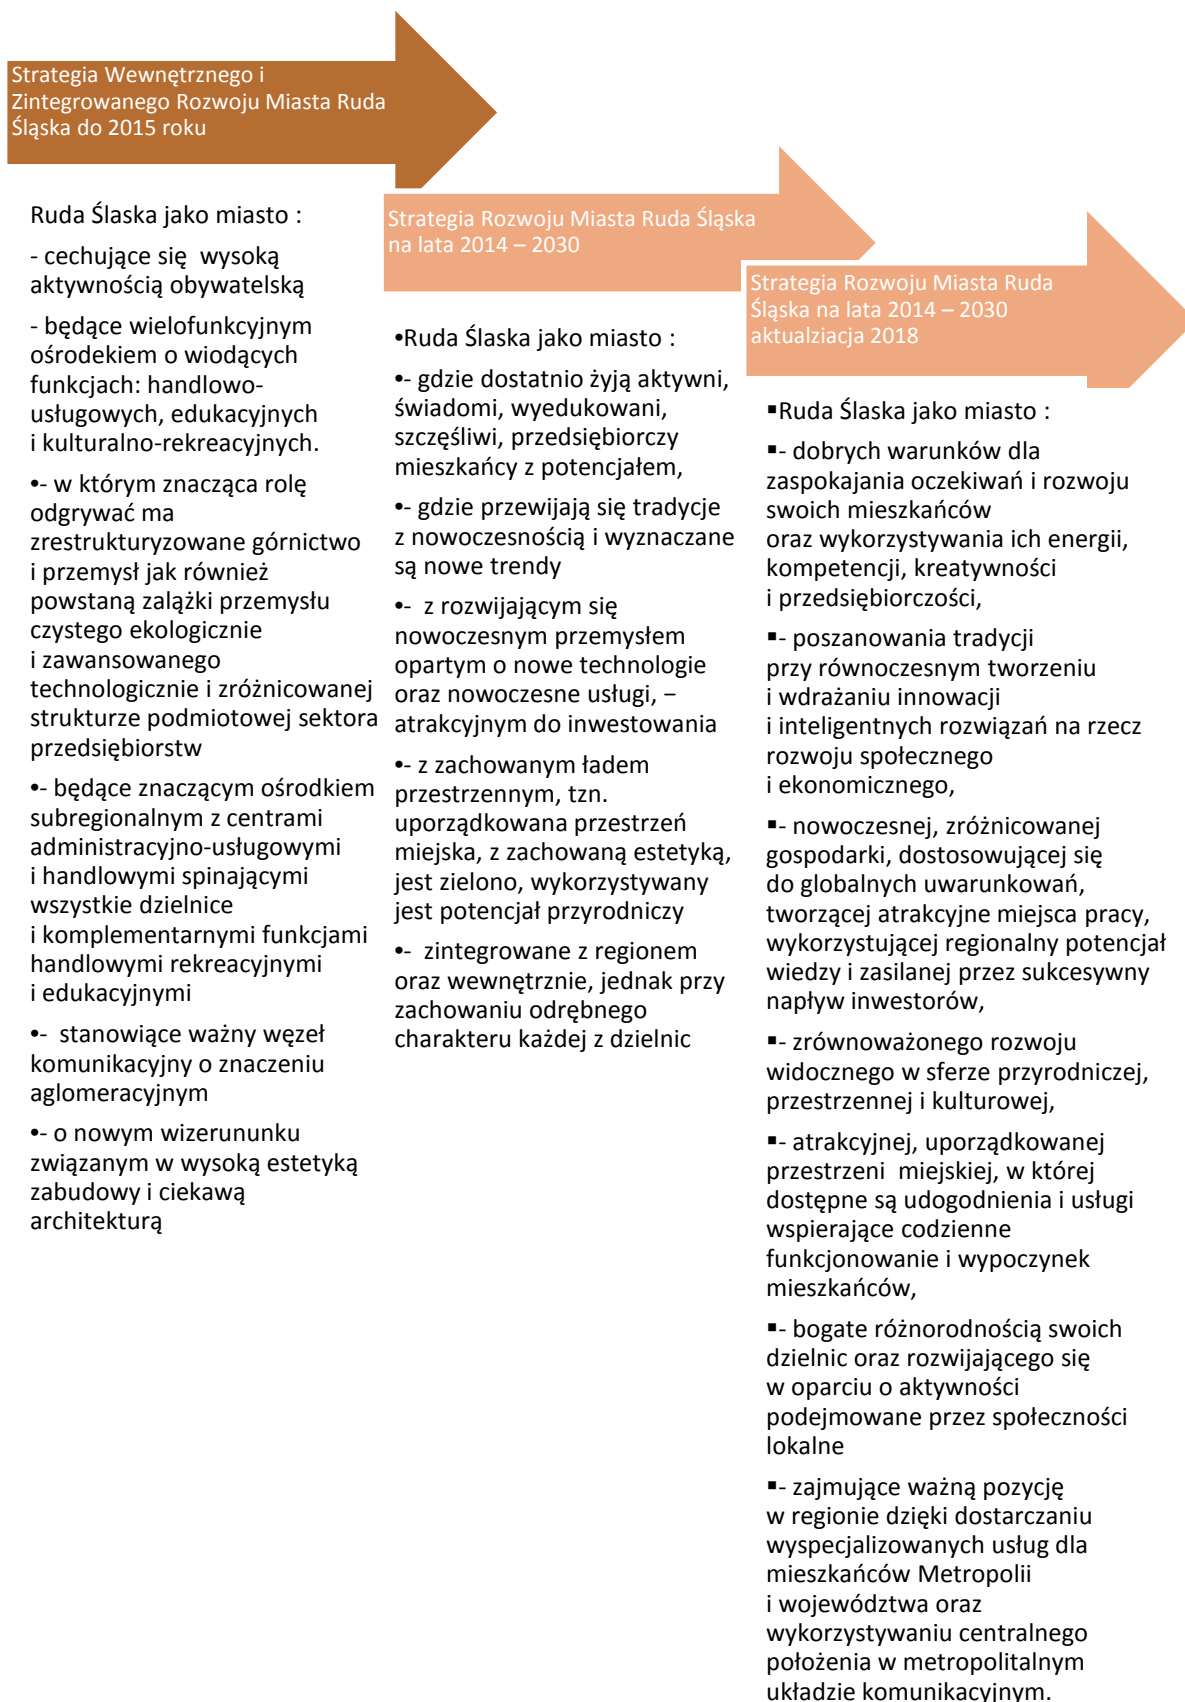 Strategia Wewnętrznego i
Zintegrowanego Rozwoju Miasta Ruda
Śląska do 2015 roku
Ruda Ślaska jako miasto :
- cechujące się  wysoką
aktywnością obywatelską
- będące wielofunkcyjnym
ośrodekiem o wiodących
funkcjach: handlowo-
usługowych, edukacyjnych
i kulturalno-rekreacyjnych.
•- w którym znacząca rolę
odgrywać ma
zrestrukturyzowane górnictwo
i przemysł jak również
powstaną zalążki przemysłu
czystego ekologicznie
i zawansowanego
technologicznie i zróżnicowanej
strukturze podmiotowej sektora
przedsiębiorstw
•- będące znaczącym ośrodkiem
subregionalnym z centrami
administracyjno-usługowymi
i handlowymi spinającymi
wszystkie dzielnice
i komplementarnymi funkcjami
handlowymi rekreacyjnymi
i edukacyjnymi
•-  stanowiące ważny węzeł
komunikacyjny o znaczeniu
aglomeracyjnym
•- o nowym wizerununku
związanym w wysoką estetyką
zabudowy i ciekawą
architekturą
Strategia Rozwoju Miasta Ruda Śląska
na lata 2014 – 2030
•Ruda Ślaska jako miasto :
•- gdzie dostatnio żyją aktywni,
świadomi, wyedukowani,
szczęśliwi, przedsiębiorczy
mieszkańcy z potencjałem,
•- gdzie przewijają się tradycje
z nowoczesnością i wyznaczane
są nowe trendy
•-  z rozwijającym się
nowoczesnym przemysłem
opartym o nowe technologie
oraz nowoczesne usługi, −
atrakcyjnym do inwestowania
•- z zachowanym ładem
przestrzennym, tzn.
uporządkowana przestrzeń
miejska, z zachowaną estetyką,
jest zielono, wykorzystywany
jest potencjał przyrodniczy
•-  zintegrowane z regionem
oraz wewnętrznie, jednak przy
zachowaniu odrębnego
charakteru każdej z dzielnic
Strategia Rozwoju Miasta Ruda
Śląska na lata 2014 – 2030
aktualziacja 2018
▪Ruda Ślaska jako miasto :
▪- dobrych warunków dla
zaspokajania oczekiwań i rozwoju
swoich mieszkańców
oraz wykorzystywania ich energii,
kompetencji, kreatywności
i przedsiębiorczości,
▪- poszanowania tradycji
przy równoczesnym tworzeniu
i wdrażaniu innowacji
i inteligentnych rozwiązań na rzecz
rozwoju społecznego
i ekonomicznego,
▪- nowoczesnej, zróżnicowanej
gospodarki, dostosowującej się
do globalnych uwarunkowań,
tworzącej atrakcyjne miejsca pracy,
wykorzystującej regionalny potencjał
wiedzy i zasilanej przez sukcesywny
napływ inwestorów,
▪- zrównoważonego rozwoju
widocznego w sferze przyrodniczej,
przestrzennej i kulturowej,
▪- atrakcyjnej, uporządkowanej
przestrzeni  miejskiej, w której
dostępne są udogodnienia i usługi
wspierające codzienne
funkcjonowanie i wypoczynek
mieszkańców,
▪- bogate różnorodnością swoich
dzielnic oraz rozwijającego się
w oparciu o aktywności
podejmowane przez społeczności
lokalne
▪- zajmujące ważną pozycję
w regionie dzięki dostarczaniu
wyspecjalizowanych usług dla
mieszkańców Metropolii
i województwa oraz
wykorzystywaniu centralnego
położenia w metropolitalnym
układzie komunikacyjnym.